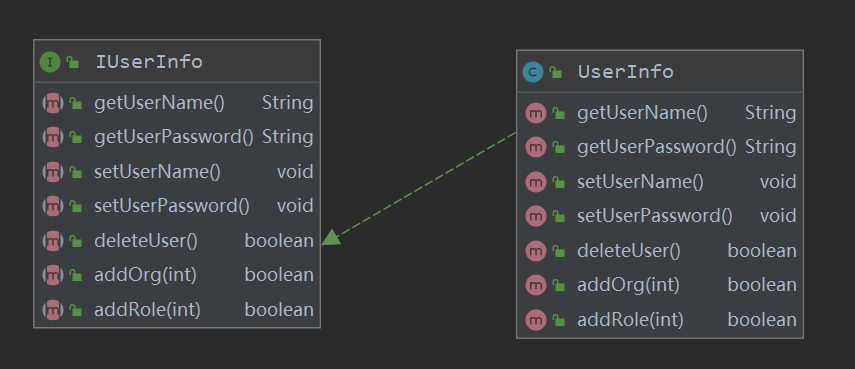 I IUserInfo
m getUserName() String
m getUserPassword() String
m setUserName() void
m setUserPassword() void
m deleteUser() boolean
m addOrg(int) boolean
m addRole(int) boolean
C UserInfo
m getUserName() String
m getUserPassword() String
m setUserName() void
m setUserPassword() void
m deleteUser() boolean
m addOrg(int) boolean
m addRole(int) boolean